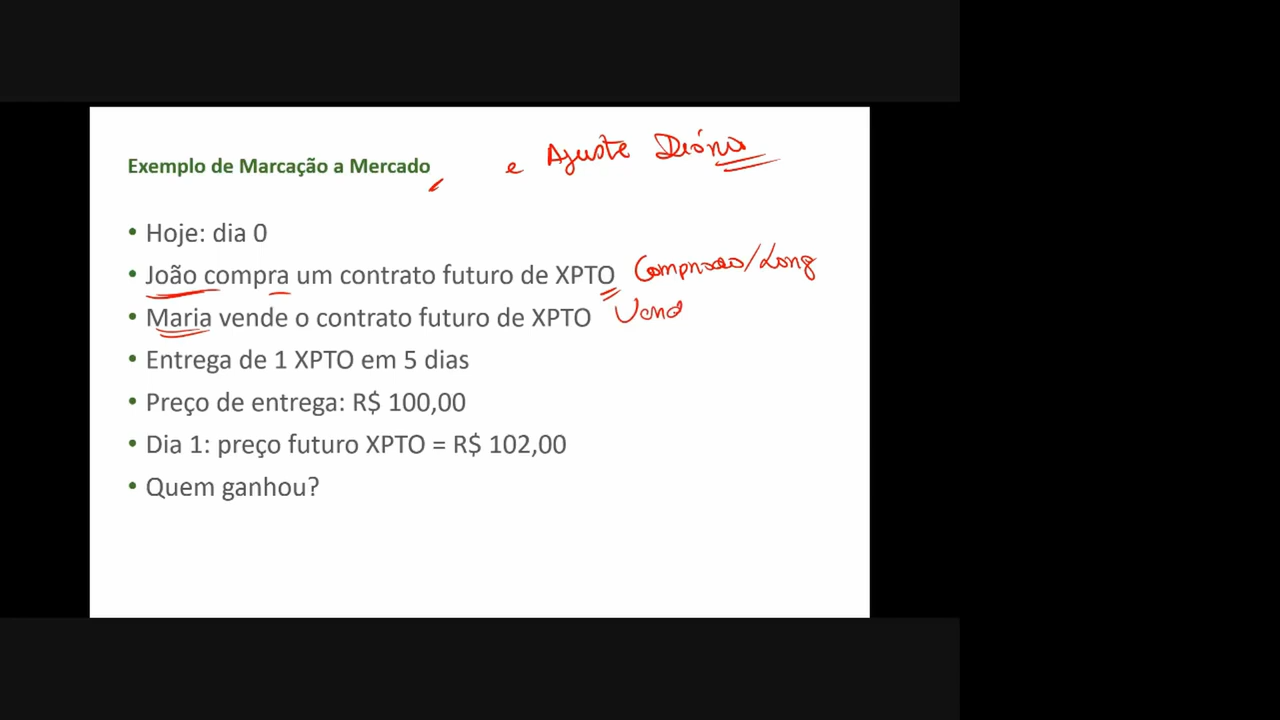 Exemplo de Marcação a Mercado e Ajuste Diário
• Hoje: dia 0
• João compra um contrato futuro de XPTO Comprado/Long
• Maria vende o contrato futuro de XPTO Vend
• Entrega de 1 XPTO em 5 dias
• Preço de entrega: R$ 100,00
• Dia 1: preço futuro XPTO = R$ 102,00
• Quem ganhou?